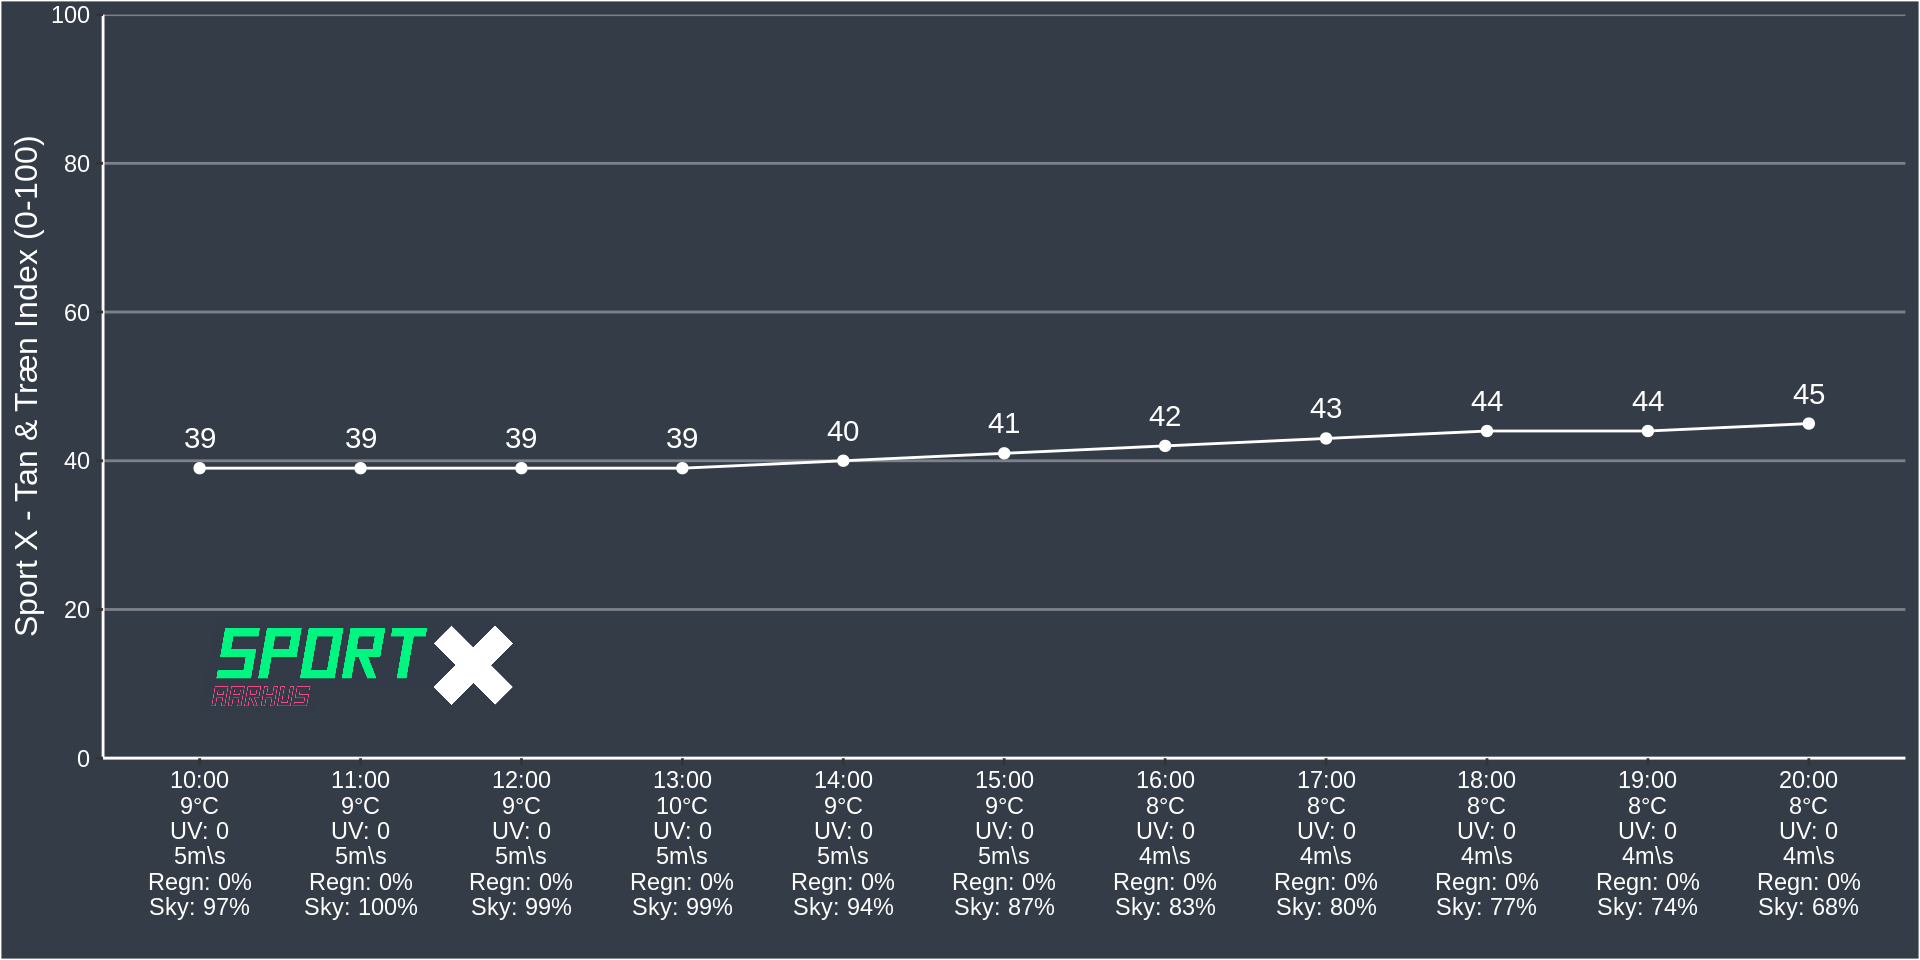 Sport X - Tan & Træn Index (0-100)
100
80
60
40
20
0
39
39
39
39
40
41
42
43
44
44
45
SPORT X
AARHUS
10:00
9°C
UV: 0
5m\s
Regn: 0%
Sky: 97%
11:00
9°C
UV: 0
5m\s
Regn: 0%
Sky: 100%
12:00
9°C
UV: 0
5m\s
Regn: 0%
Sky: 99%
13:00
10°C
UV: 0
5m\s
Regn: 0%
Sky: 99%
14:00
9°C
UV: 0
5m\s
Regn: 0%
Sky: 94%
15:00
9°C
UV: 0
5m\s
Regn: 0%
Sky: 87%
16:00
8°C
UV: 0
4m\s
Regn: 0%
Sky: 83%
17:00
8°C
UV: 0
4m\s
Regn: 0%
Sky: 80%
18:00
8°C
UV: 0
4m\s
Regn: 0%
Sky: 77%
19:00
8°C
UV: 0
4m\s
Regn: 0%
Sky: 74%
20:00
8°C
UV: 0
4m\s
Regn: 0%
Sky: 68%